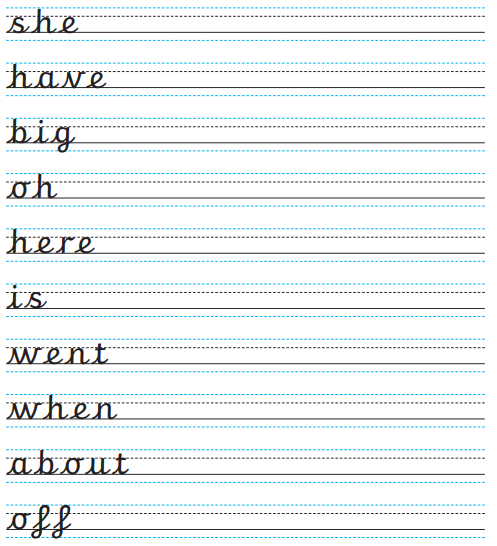 she
have
big
oh
here
is
went
when
about
off